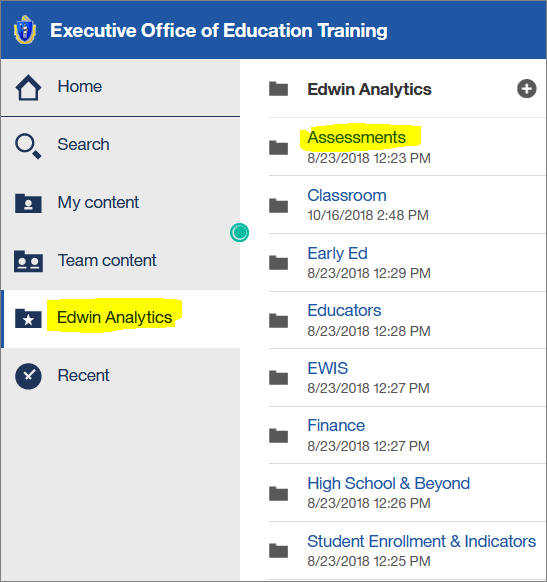 Executive Office of Education Training
Home
Search
My content
Team content
Edwin Analytics
Recent
Edwin Analytics
Assessments
8/23/2018 12:23 PM
Classroom
10/16/2018 2:48 PM
Early Ed
8/23/2018 12:29 PM
Educators
8/23/2018 12:28 PM
EWIS
8/23/2018 12:27 PM
Finance
8/23/2018 12:27 PM
High School & Beyond
8/23/2018 12:26 PM
Student Enrollment & Indicators
8/23/2018 12:25 PM